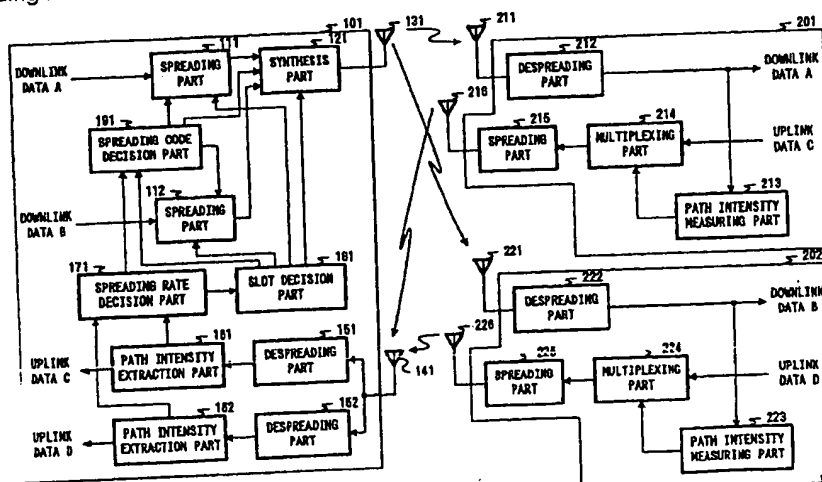 101
131
211
201
111
SPREADING
PART
121
SYNTHESIS
PART
DOWNLINK
DATA A
212
DESPREADING
PART
DOWNLINK
DATA A
216
191
SPREADING CODE
DECISION PART
215
SPREADING
PART
214
MULTIPLEXING
PART
UPLINK
DATA C
112
SPREADING
PART
DOWNLINK
DATA B
213
PATH INTENSITY
MEASURING PART
202
171
SPREADING RATE
DECISION PART
181
SLOT DECISION
PART
221
222
DESPREADING
PART
DOWNLINK
DATA B
161
PATH INTENSITY
EXTRACTION PART
151
DESPREADING
PART
UPLINK
DATA C
141
226
225
SPREADING
PART
224
MULTIPLEXING
PART
UPLINK
DATA D
162
PATH INTENSITY
EXTRACTION PART
152
DESPREADING
PART
UPLINK
DATA D
223
PATH INTENSITY
MEASURING PART